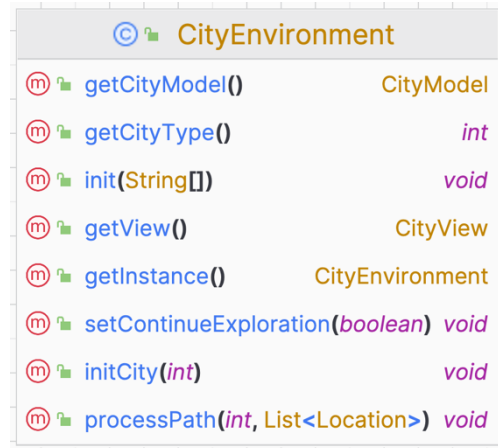 © CityEnvironment
m getCityModel() CityModel
m getCityType() int
m init(String[]) void
m getView() CityView
m getInstance() CityEnvironment
m setContinueExploration(boolean) void
m initCity(int) void
m processPath(int, List<Location>) void